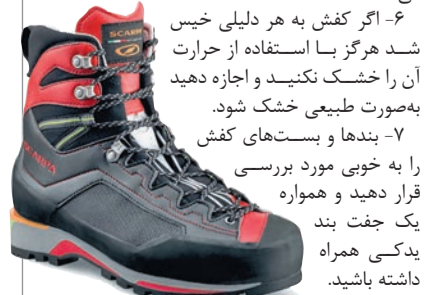 ۶- اگر کفش به هر دلیلی خیس
شد هرگز با استفاده از حرارت
آن را خشک نکنید و اجازه دهید
به‌صورت طبیعی خشک شود.
۷- بندها و بست‌های کفش
را به خوبی مورد بررسی
قرار دهید و همواره
یک جفت بند
یدکی همراه
داشته باشید.
SCARPA